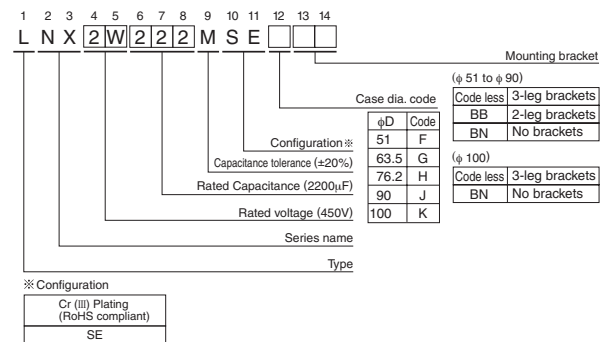 1 2 3 4 5 6 7 8 9 10 11 12 13 14
L N X 2 W 2 2 2 M S E
Mounting bracket
(φ 51 to φ 90)
Code less 3-leg brackets
BB 2-leg brackets
BN No brackets
(φ 100)
Code less 3-leg brackets
BN No brackets
Case dia. code
φD Code
51 F
63.5 G
76.2 H
90 J
100 K
Configuration※
Capacitance tolerance (±20%)
Rated Capacitance (2200µF)
Rated voltage (450V)
Series name
Type
※Configuration
Cr (III) Plating
(RoHS compliant)
SE